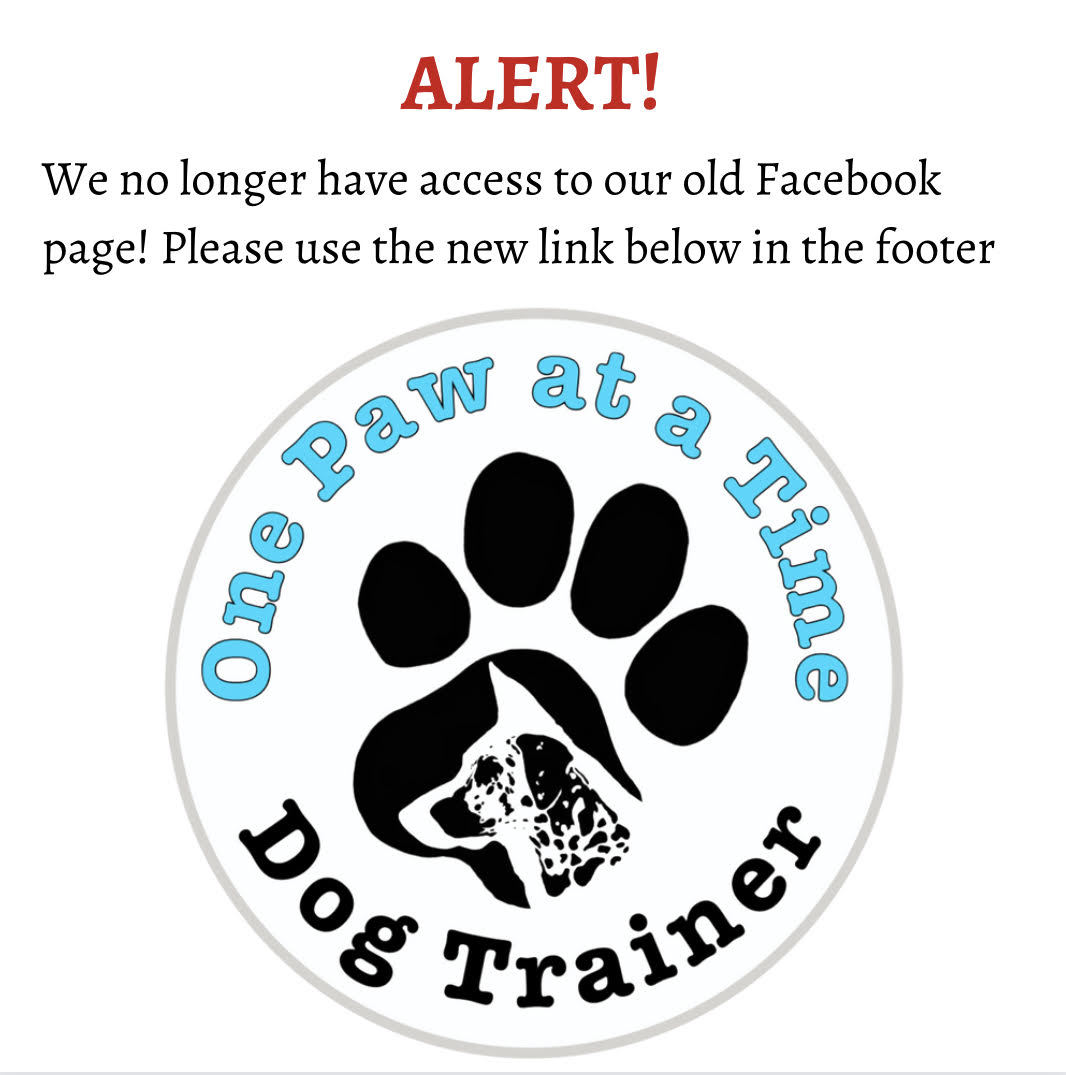 ALERT!
We no longer have access to our old Facebook
page! Please use the new link below in the footer
One Paw at a Time
Dog Trainer